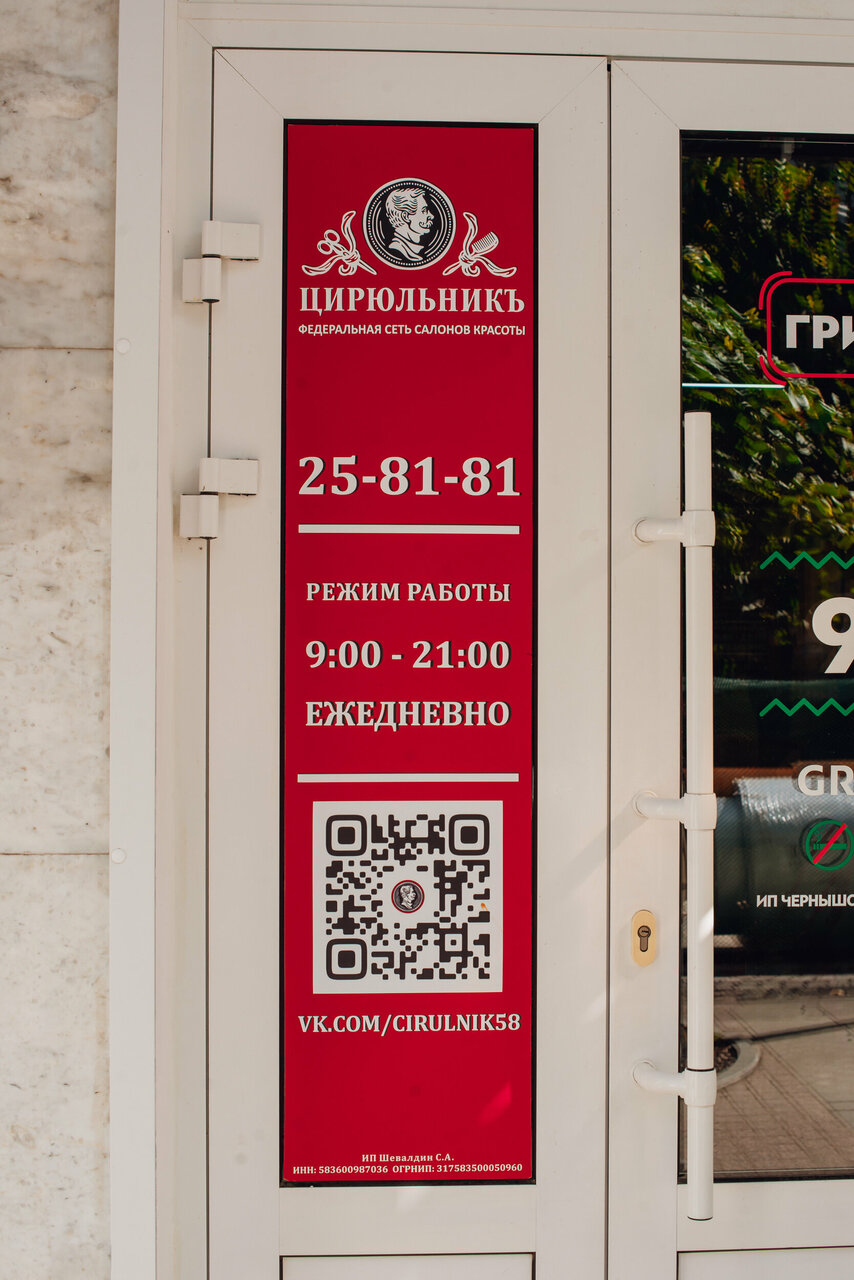 ЦИРЮЛЬНИКЪ
ФЕДЕРАЛЬНАЯ СЕТЬ САЛОНОВ КРАСОТЫ
25-81-81
РЕЖИМ РАБОТЫ
9:00 - 21:00
ЕЖЕДНЕВНО
VK.COM/CIRULNIK58
ИП Шевалдин С.А.
ИНН: 583600987036 ОГРНИП: 317583500050960
ГРИ
9
GR
ИП ЧЕРНЫШО